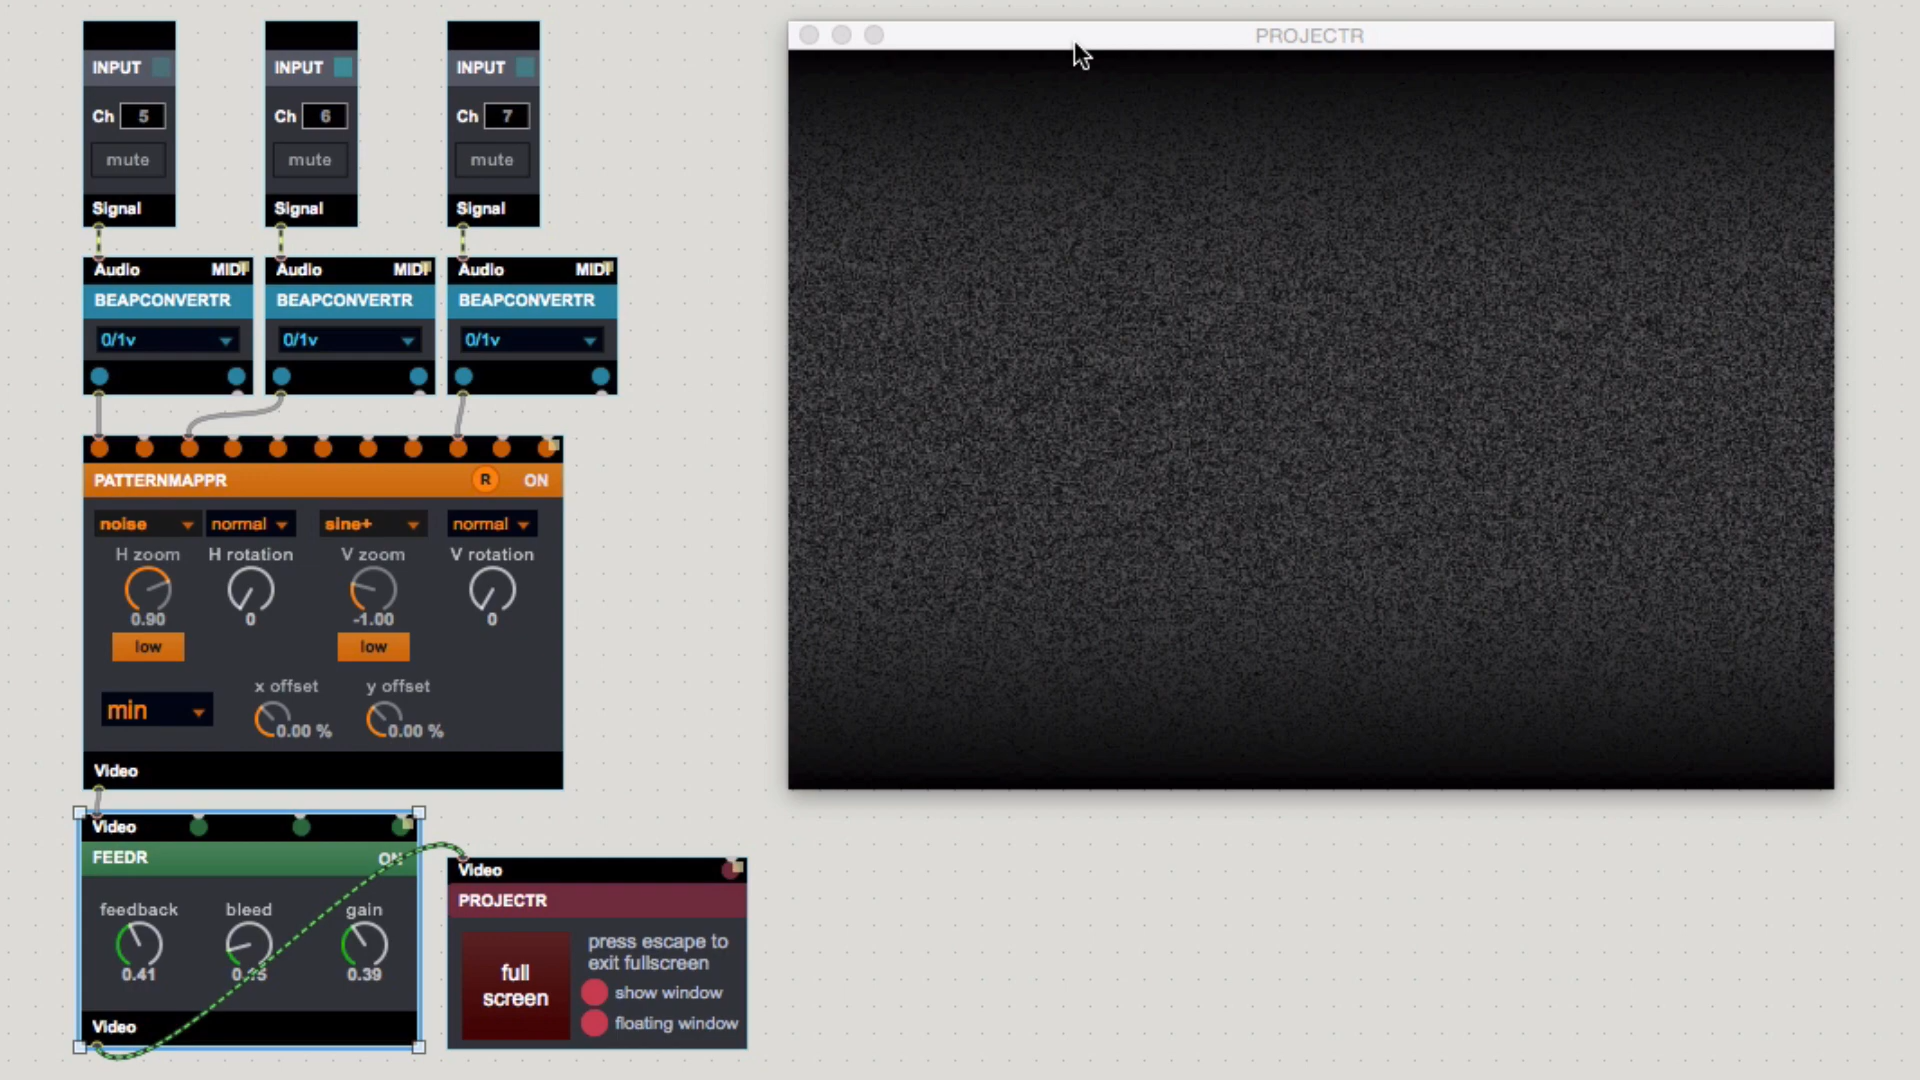 INPUT INPUT INPUT
Ch 5 Ch 6 Ch 7
mute mute mute
Signal Signal Signal
Audio MIDI Audio MIDI Audio MIDI
BEAPCONVERTR BEAPCONVERTR BEAPCONVERTR
0/1v 0/1v 0/1v
PATTERNMAPPR R ON
noise normal sine+ normal
H zoom H rotation V zoom V rotation
0.90 0 -1.00 0
low low
x offset y offset
min 0.00 % 0.00 %
Video
Video
FEEDR ON
feedback bleed gain
0.41 0.15 0.39
Video
Video
PROJECTR
press escape to
exit fullscreen
full
screen
show window
floating window
PROJECTR